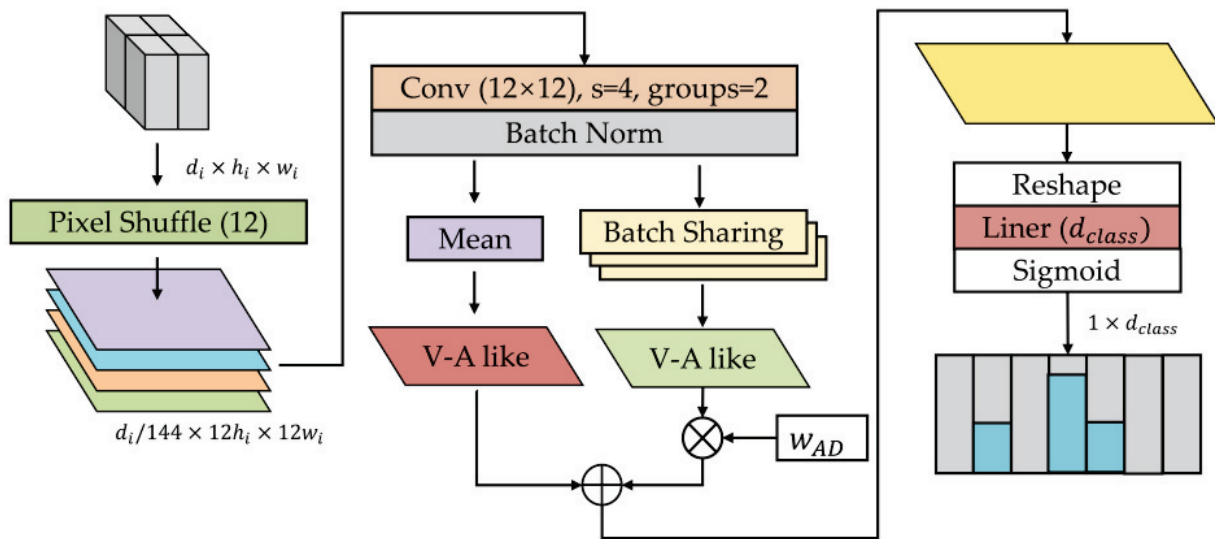 d_i × h_i × w_i
Pixel Shuffle (12)
d_i/144 × 12h_i × 12w_i
Conv (12×12), s=4, groups=2
Batch Norm
Mean
Batch Sharing
V-A like
V-A like
w_AD
Reshape
Liner (d_class)
Sigmoid
1 × d_class